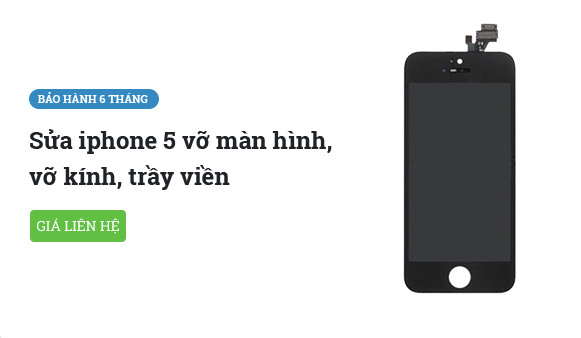 BẢO HÀNH 6 THÁNG
Sửa iphone 5 vỡ màn hình,
vỡ kính, trầy viền
GIÁ LIÊN HỆ